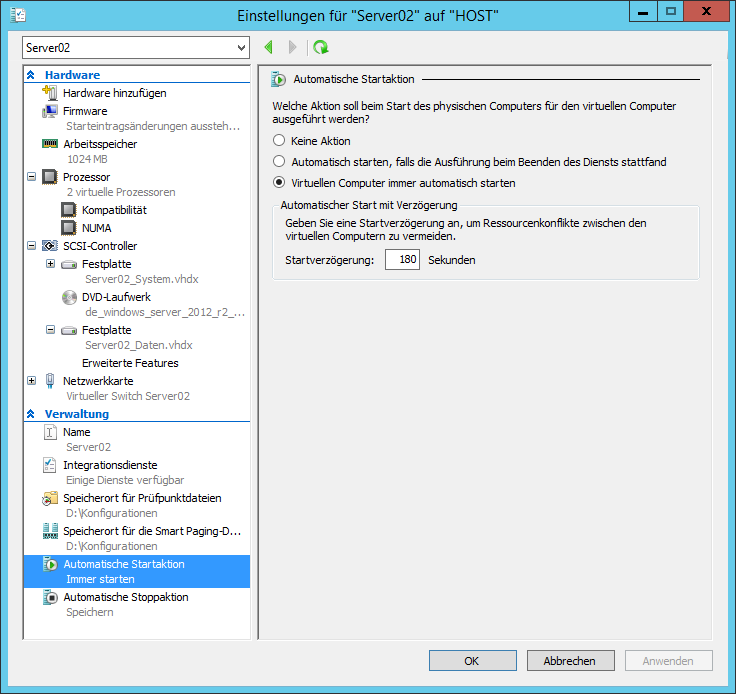 Einstellungen für "Server02" auf "HOST"
Server02
Hardware
Hardware hinzufügen
Firmware
Starteintragsänderungen aussteh...
Arbeitsspeicher
1024 MB
Prozessor
2 virtuelle Prozessoren
Kompatibilität
NUMA
SCSI-Controller
Festplatte
Server02_System.vhdx
DVD-Laufwerk
de_windows_server_2012_r2_...
Festplatte
Server02_Daten.vhdx
Erweiterte Features
Netzwerkkarte
Virtueller Switch Server02
Verwaltung
Name
Server02
Integrationsdienste
Einige Dienste verfügbar
Speicherort für Prüfpunktdateien
D:\Konfigurationen
Speicherort für die Smart Paging-D...
D:\Konfigurationen
Automatische Startaktion
Immer starten
Automatische Stoppaktion
Speichern
Automatische Startaktion
Welche Aktion soll beim Start des physischen Computers für den virtuellen Computer
ausgeführt werden?
Keine Aktion
Automatisch starten, falls die Ausführung beim Beenden des Diensts stattfand
Virtuellen Computer immer automatisch starten
Automatischer Start mit Verzögerung
Geben Sie eine Startverzögerung an, um Ressourcenkonflikte zwischen den
virtuellen Computern zu vermeiden.
Startverzögerung: 180 Sekunden
OK Abbrechen Anwenden